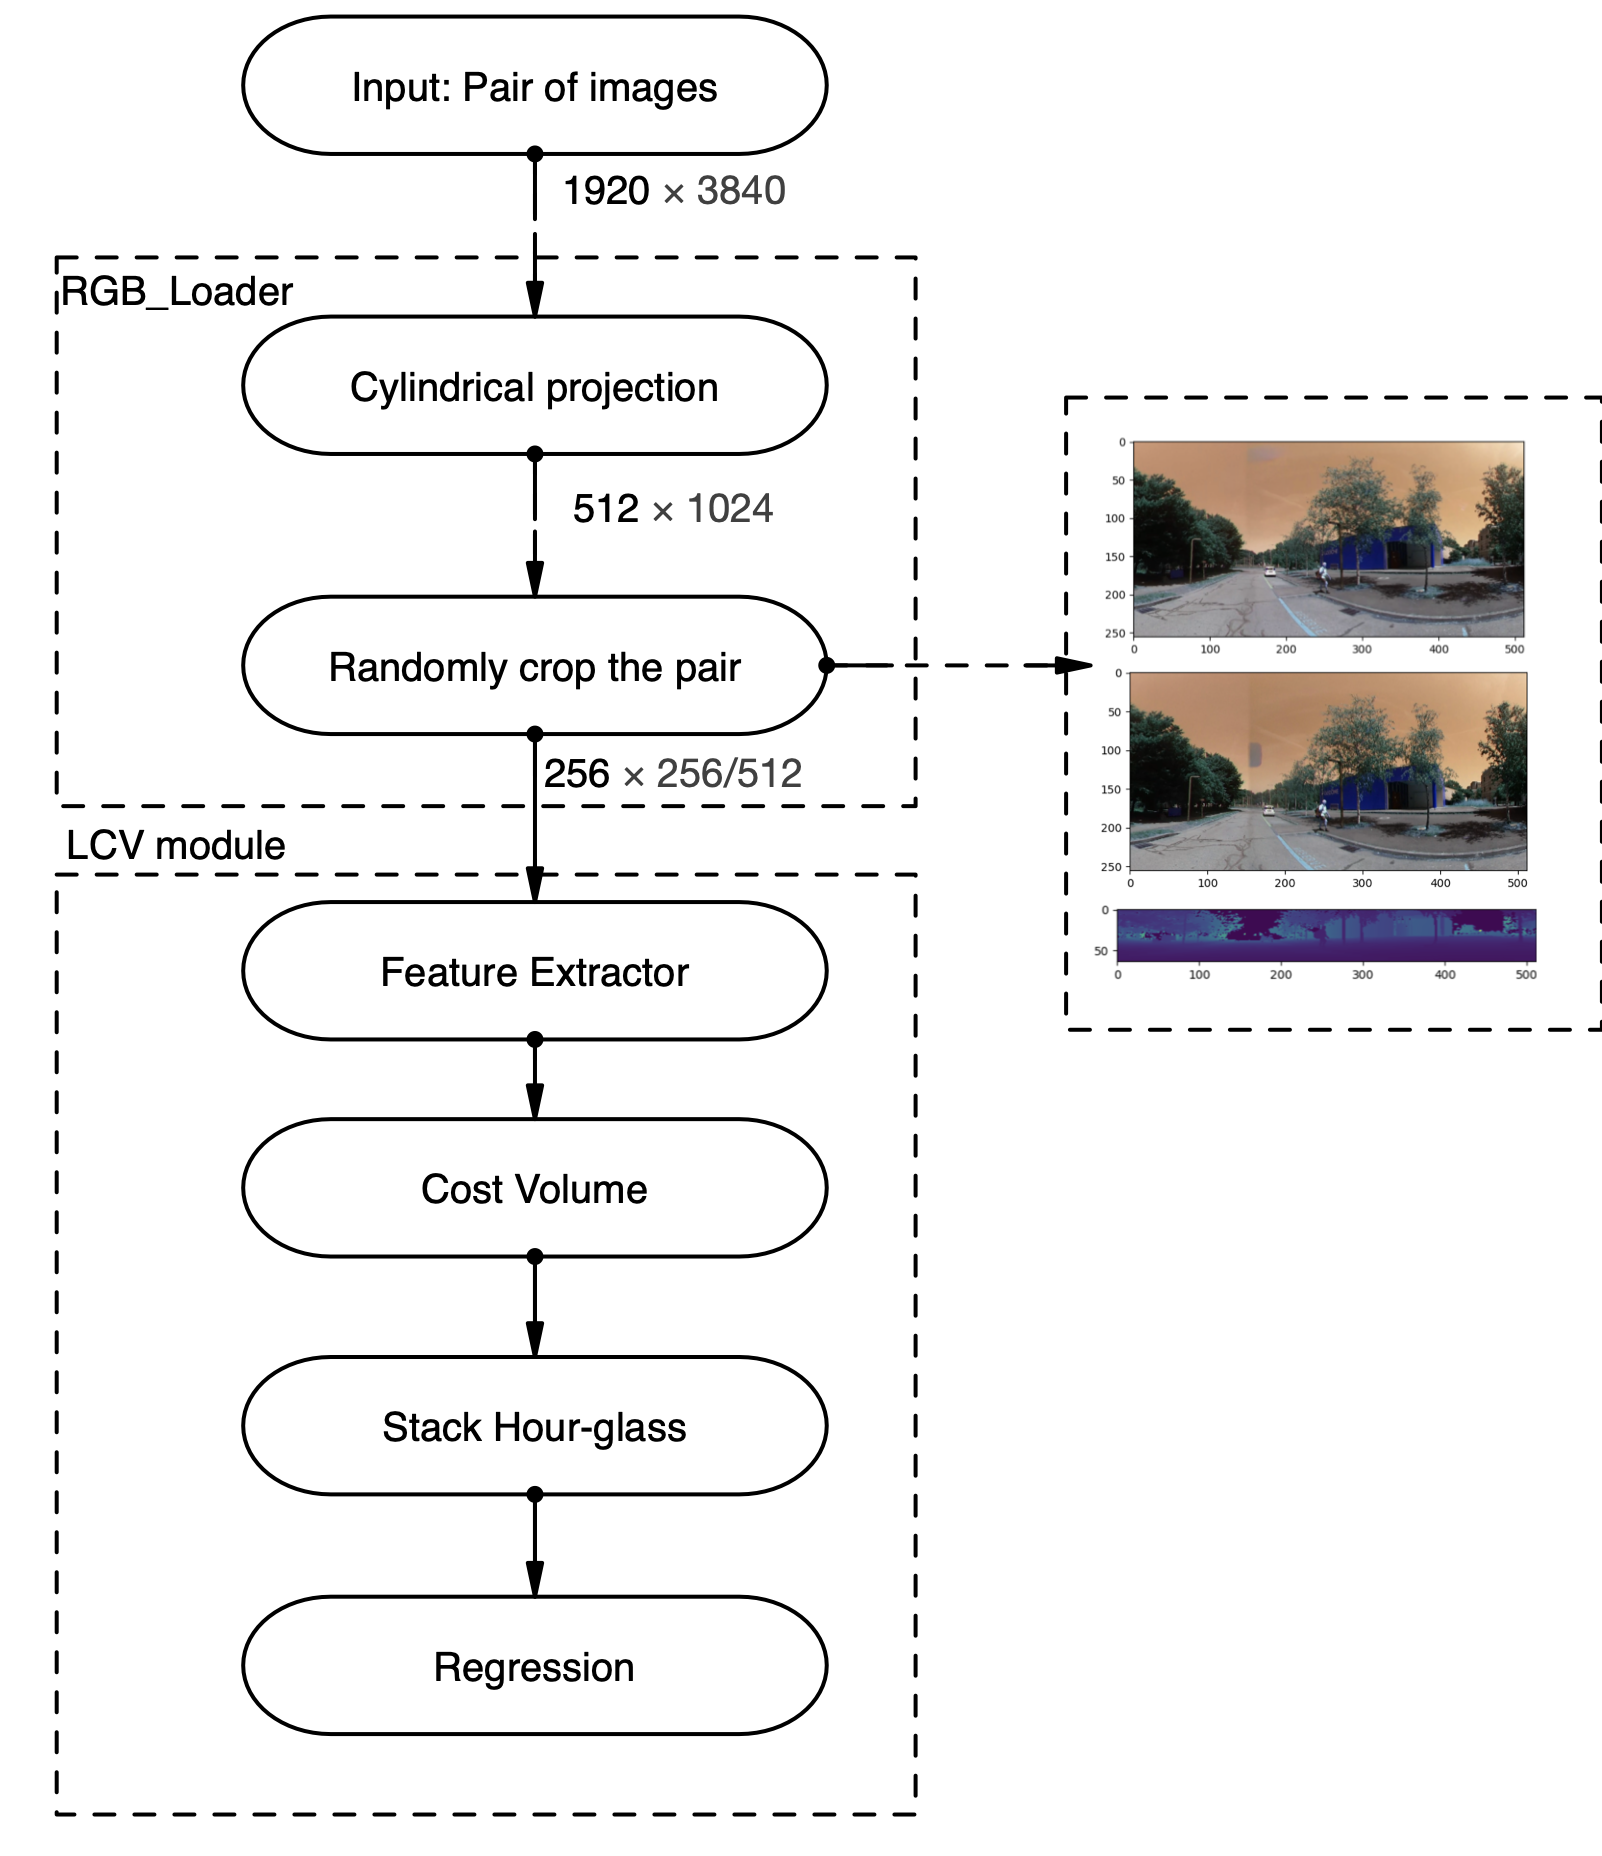 Input: Pair of images
1920 × 3840
RGB_Loader
Cylindrical projection
512 × 1024
Randomly crop the pair
256 × 256/512
LCV module
Feature Extractor
Cost Volume
Stack Hour-glass
Regression
0
50
100
150
200
250
0 100 200 300 400 500
0
50
100
150
200
250
0 100 200 300 400 500
0
50
0 100 200 300 400 500